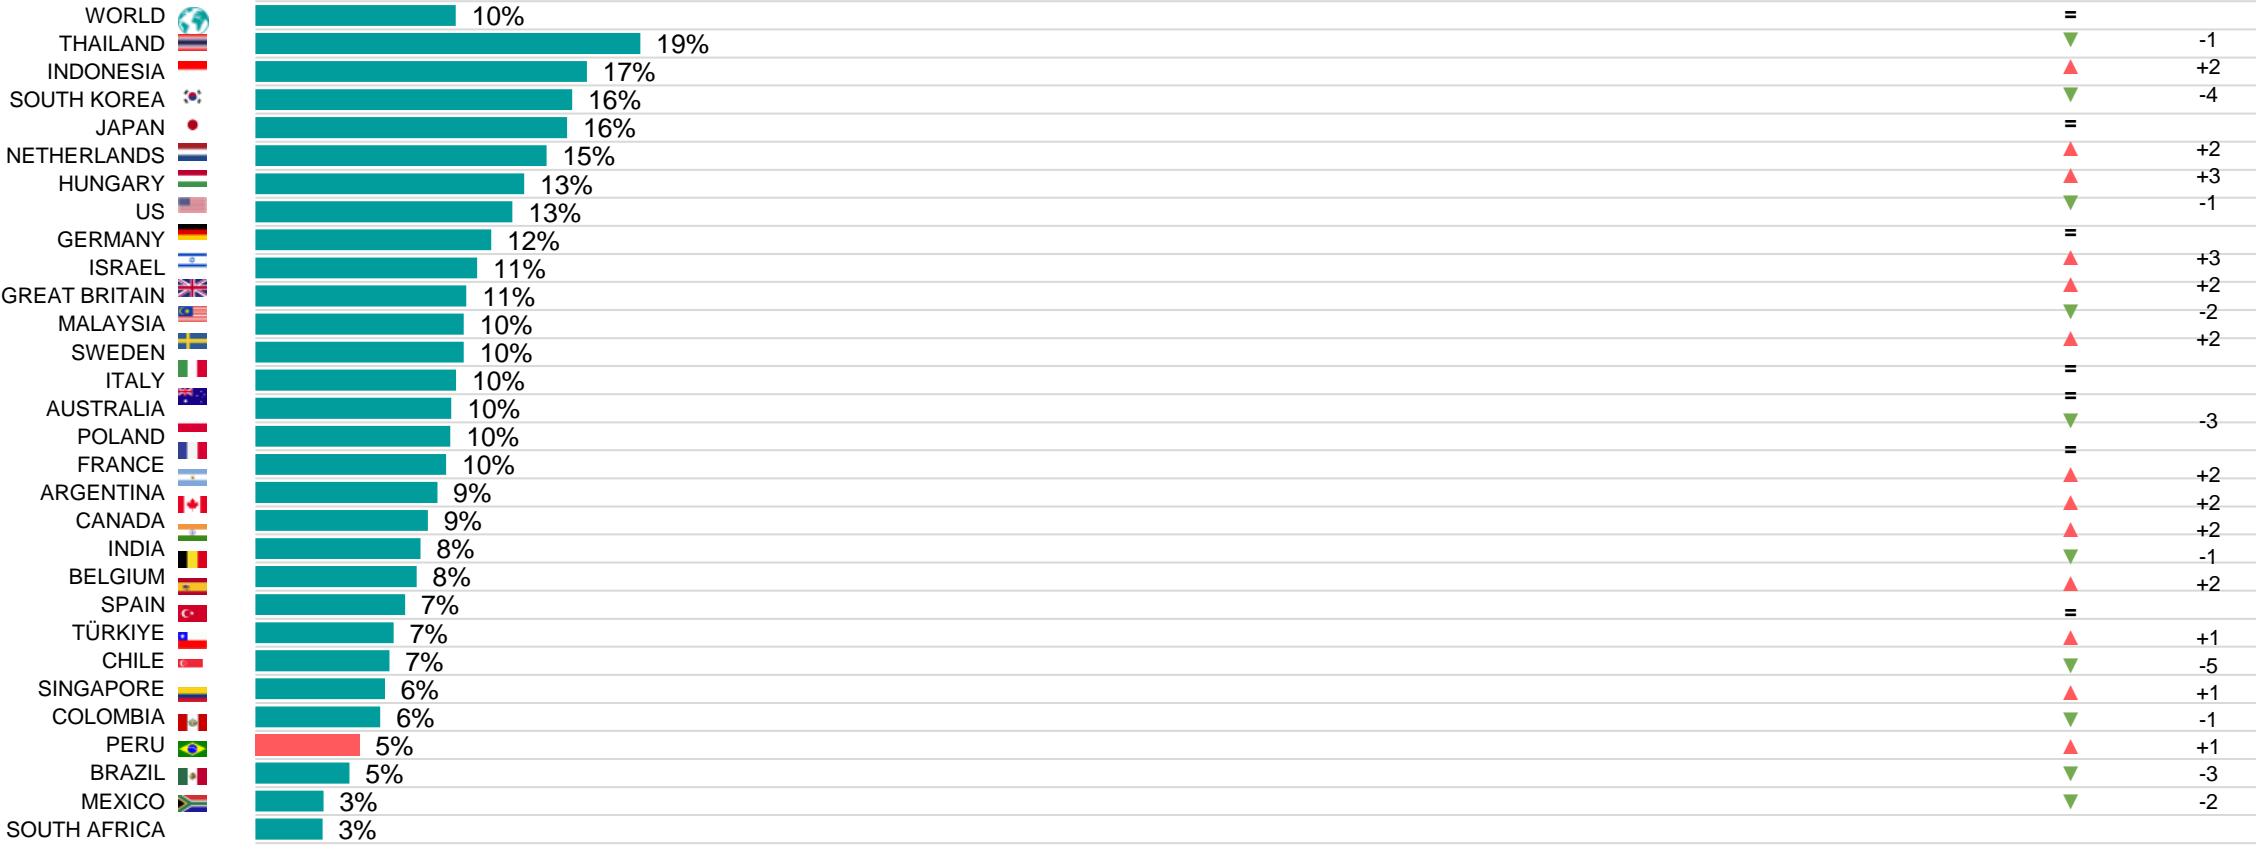 WORLD 10% =
THAILAND 19% ▼ -1
INDONESIA 17% ▲ +2
SOUTH KOREA 16% ▼ -4
JAPAN 16% =
NETHERLANDS 15% ▲ +2
HUNGARY 13% ▲ +3
US 13% ▼ -1
GERMANY 12% =
ISRAEL 11% ▲ +3
GREAT BRITAIN 11% ▲ +2
MALAYSIA 10% ▼ -2
SWEDEN 10% ▲ +2
ITALY 10% =
AUSTRALIA 10% =
POLAND 10% ▼ -3
FRANCE 10% =
ARGENTINA 9% ▲ +2
CANADA 9% ▲ +2
INDIA 8% ▲ +2
BELGIUM 8% ▼ -1
SPAIN 7% ▲ +2
TÜRKIYE 7% =
CHILE 7% ▲ +1
SINGAPORE 6% ▼ -5
COLOMBIA 6% ▲ +1
PERU 5% ▼ -1
BRAZIL 5% ▲ +1
MEXICO 3% ▼ -3
SOUTH AFRICA 3% ▼ -2